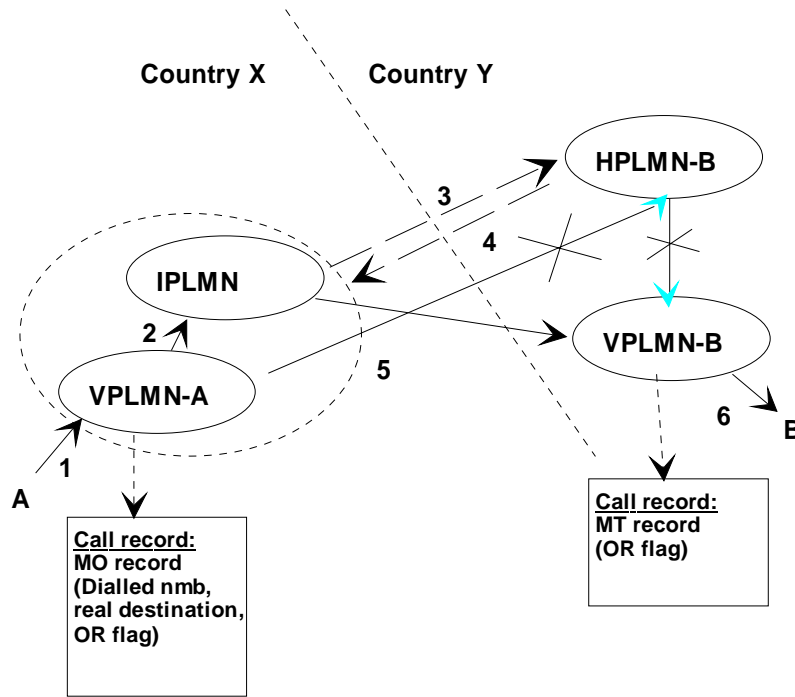 Country X
Country Y
HPLMN-B
3
4
IPLMN
2
VPLMN-B
5
VPLMN-A
6
B
1
A
Call record:
MO record
(Dialled nmb,
real destination,
OR flag)
Call record:
MT record
(OR flag)